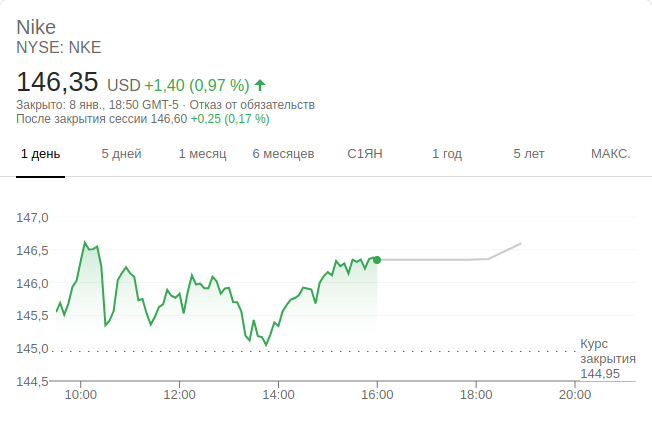 Nike
NYSE: NKE
146,35 USD +1,40 (0,97 %)
Закрыто: 8 янв., 18:50 GMT-5 · Отказ от обязательств
После закрытия сессии 146,60 +0,25 (0,17 %)
1 день 5 дней 1 месяц 6 месяцев С1ЯН 1 год 5 лет МАКС.
147,0
146,5
146,0
145,5
145,0
144,5
Курс
закрытия
144,95
10:00 12:00 14:00 16:00 18:00 20:00